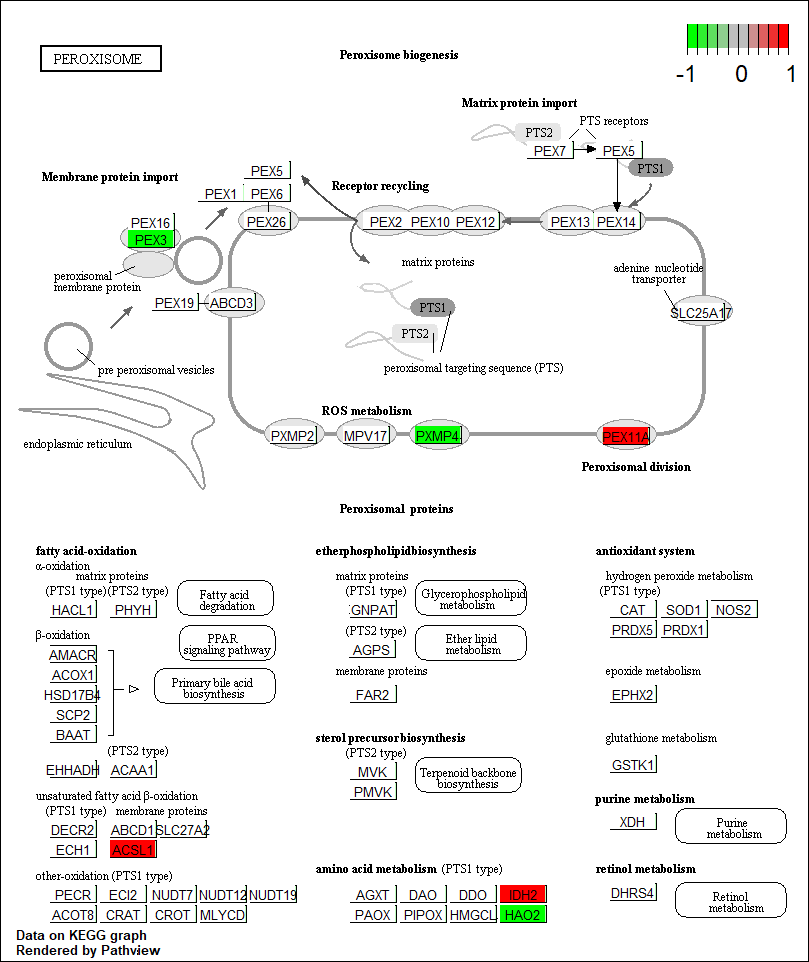 PEROXISOME
Peroxisome biogenesis
-1 0 1
Matrix protein import
PTS2
PTS receptors
PEX7
PEX5
PTS1
Membrane protein import
PEX5
PEX1
PEX6
Receptor recycling
PEX16
PEX3
PEX26
PEX2
PEX10
PEX12
PEX13
PEX14
matrix proteins
adenine nucleotide
transporter
peroxisomal
membrane protein
PEX19
ABCD3
PTS1
SLC25A17
PTS2
pre peroxisomal vesicles
peroxisomal targeting sequence (PTS)
ROS metabolism
endoplasmic reticulum
PXMP2
MPV17
PXMP4
PEX11A
Peroxisomal division
Peroxisomal proteins
fatty acid-oxidation
α-oxidation
matrix proteins
(PTS1 type)
(PTS2 type)
HACL1
PHYH
Fatty acid
degradation
β-oxidation
PPAR
signaling pathway
AMACR
ACOX1
HSD17B4
SCP2
BAAT
Primary bile acid
biosynthesis
(PTS2 type)
EHHADH
ACAA1
unsaturated fatty acid β-oxidation
(PTS1 type)
membrane proteins
DECR2
ABCD1
SLC27A2
ECH1
ACSL1
other-oxidation (PTS1 type)
PECR
ECI2
NUDT7
NUDT12
NUDT19
ACOT8
CRAT
CROT
MLYCD
etherphospholipidbiosynthesis
matrix proteins
(PTS1 type)
GNPAT
Glycerophospholipid
metabolism
(PTS2 type)
AGPS
Ether lipid
metabolism
membrane proteins
FAR2
sterol precursorbiosynthesis
(PTS2 type)
MVK
PMVK
Terpenoid backbone
biosynthesis
amino acid metabolism (PTS1 type)
AGXT
DAO
DDO
IDH2
PAOX
PIPOX
HMGCL
HAO2
antioxidant system
hydrogen peroxide metabolism
(PTS1 type)
CAT
SOD1
NOS2
PRDX5
PRDX1
epoxide metabolism
EPHX2
glutathione metabolism
GSTK1
purine metabolism
XDH
Purine
metabolism
retinol metabolism
DHRS4
Retinol
metabolism
Data on KEGG graph
Rendered by Pathview